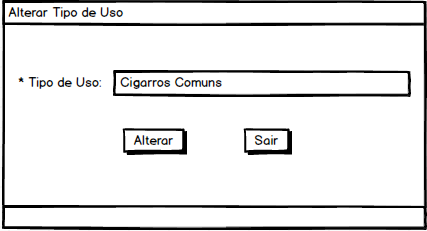 Alterar Tipo de Uso
* Tipo de Uso: Cigarros Comuns
Alterar Sair